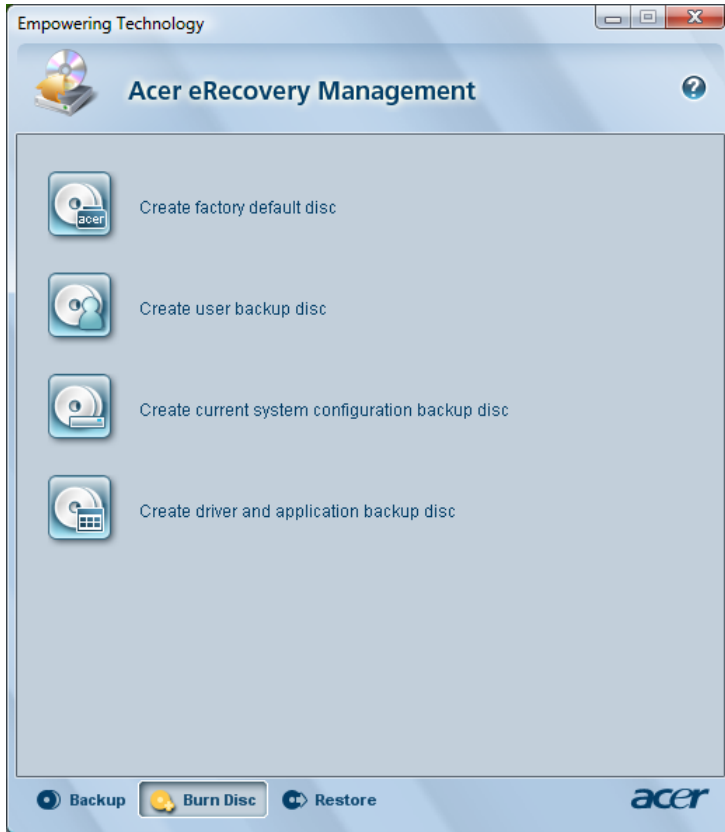 Empowering Technology
Acer eRecovery Management
?
acer
Create factory default disc
Create user backup disc
Create current system configuration backup disc
Create driver and application backup disc
Backup
Burn Disc
Restore
acer